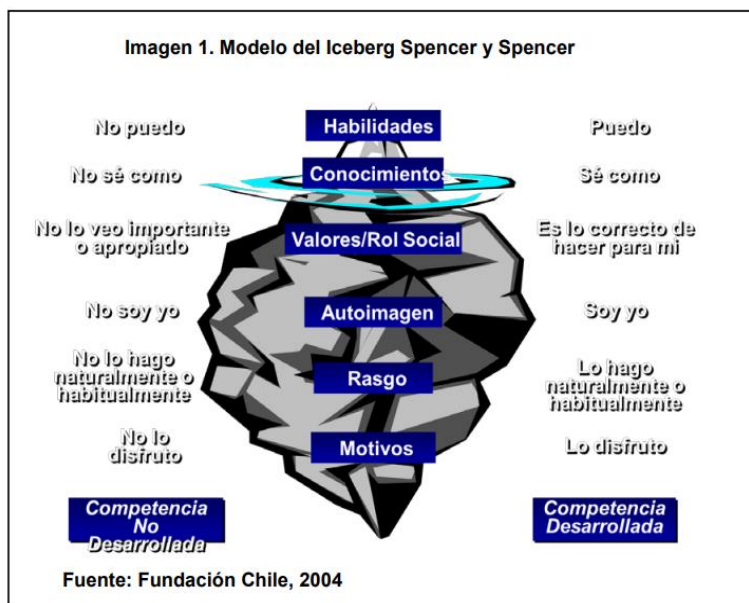 Imagen 1. Modelo del Iceberg Spencer y Spencer
No puedo
Habilidades
Puedo
No sé como
Conocimientos
Sé como
No lo veo importante
o apropiado
Valores/Rol Social
Es lo correcto de
hacer para mi
No soy yo
Autoimagen
Soy yo
No lo hago
naturalmente o
habitualmente
Rasgo
Lo hago
naturalmente o
habitualmente
No lo
disfruto
Motivos
Lo disfruto
Competencia
No
Desarrollada
Competencia
Desarrollada
Fuente: Fundación Chile, 2004